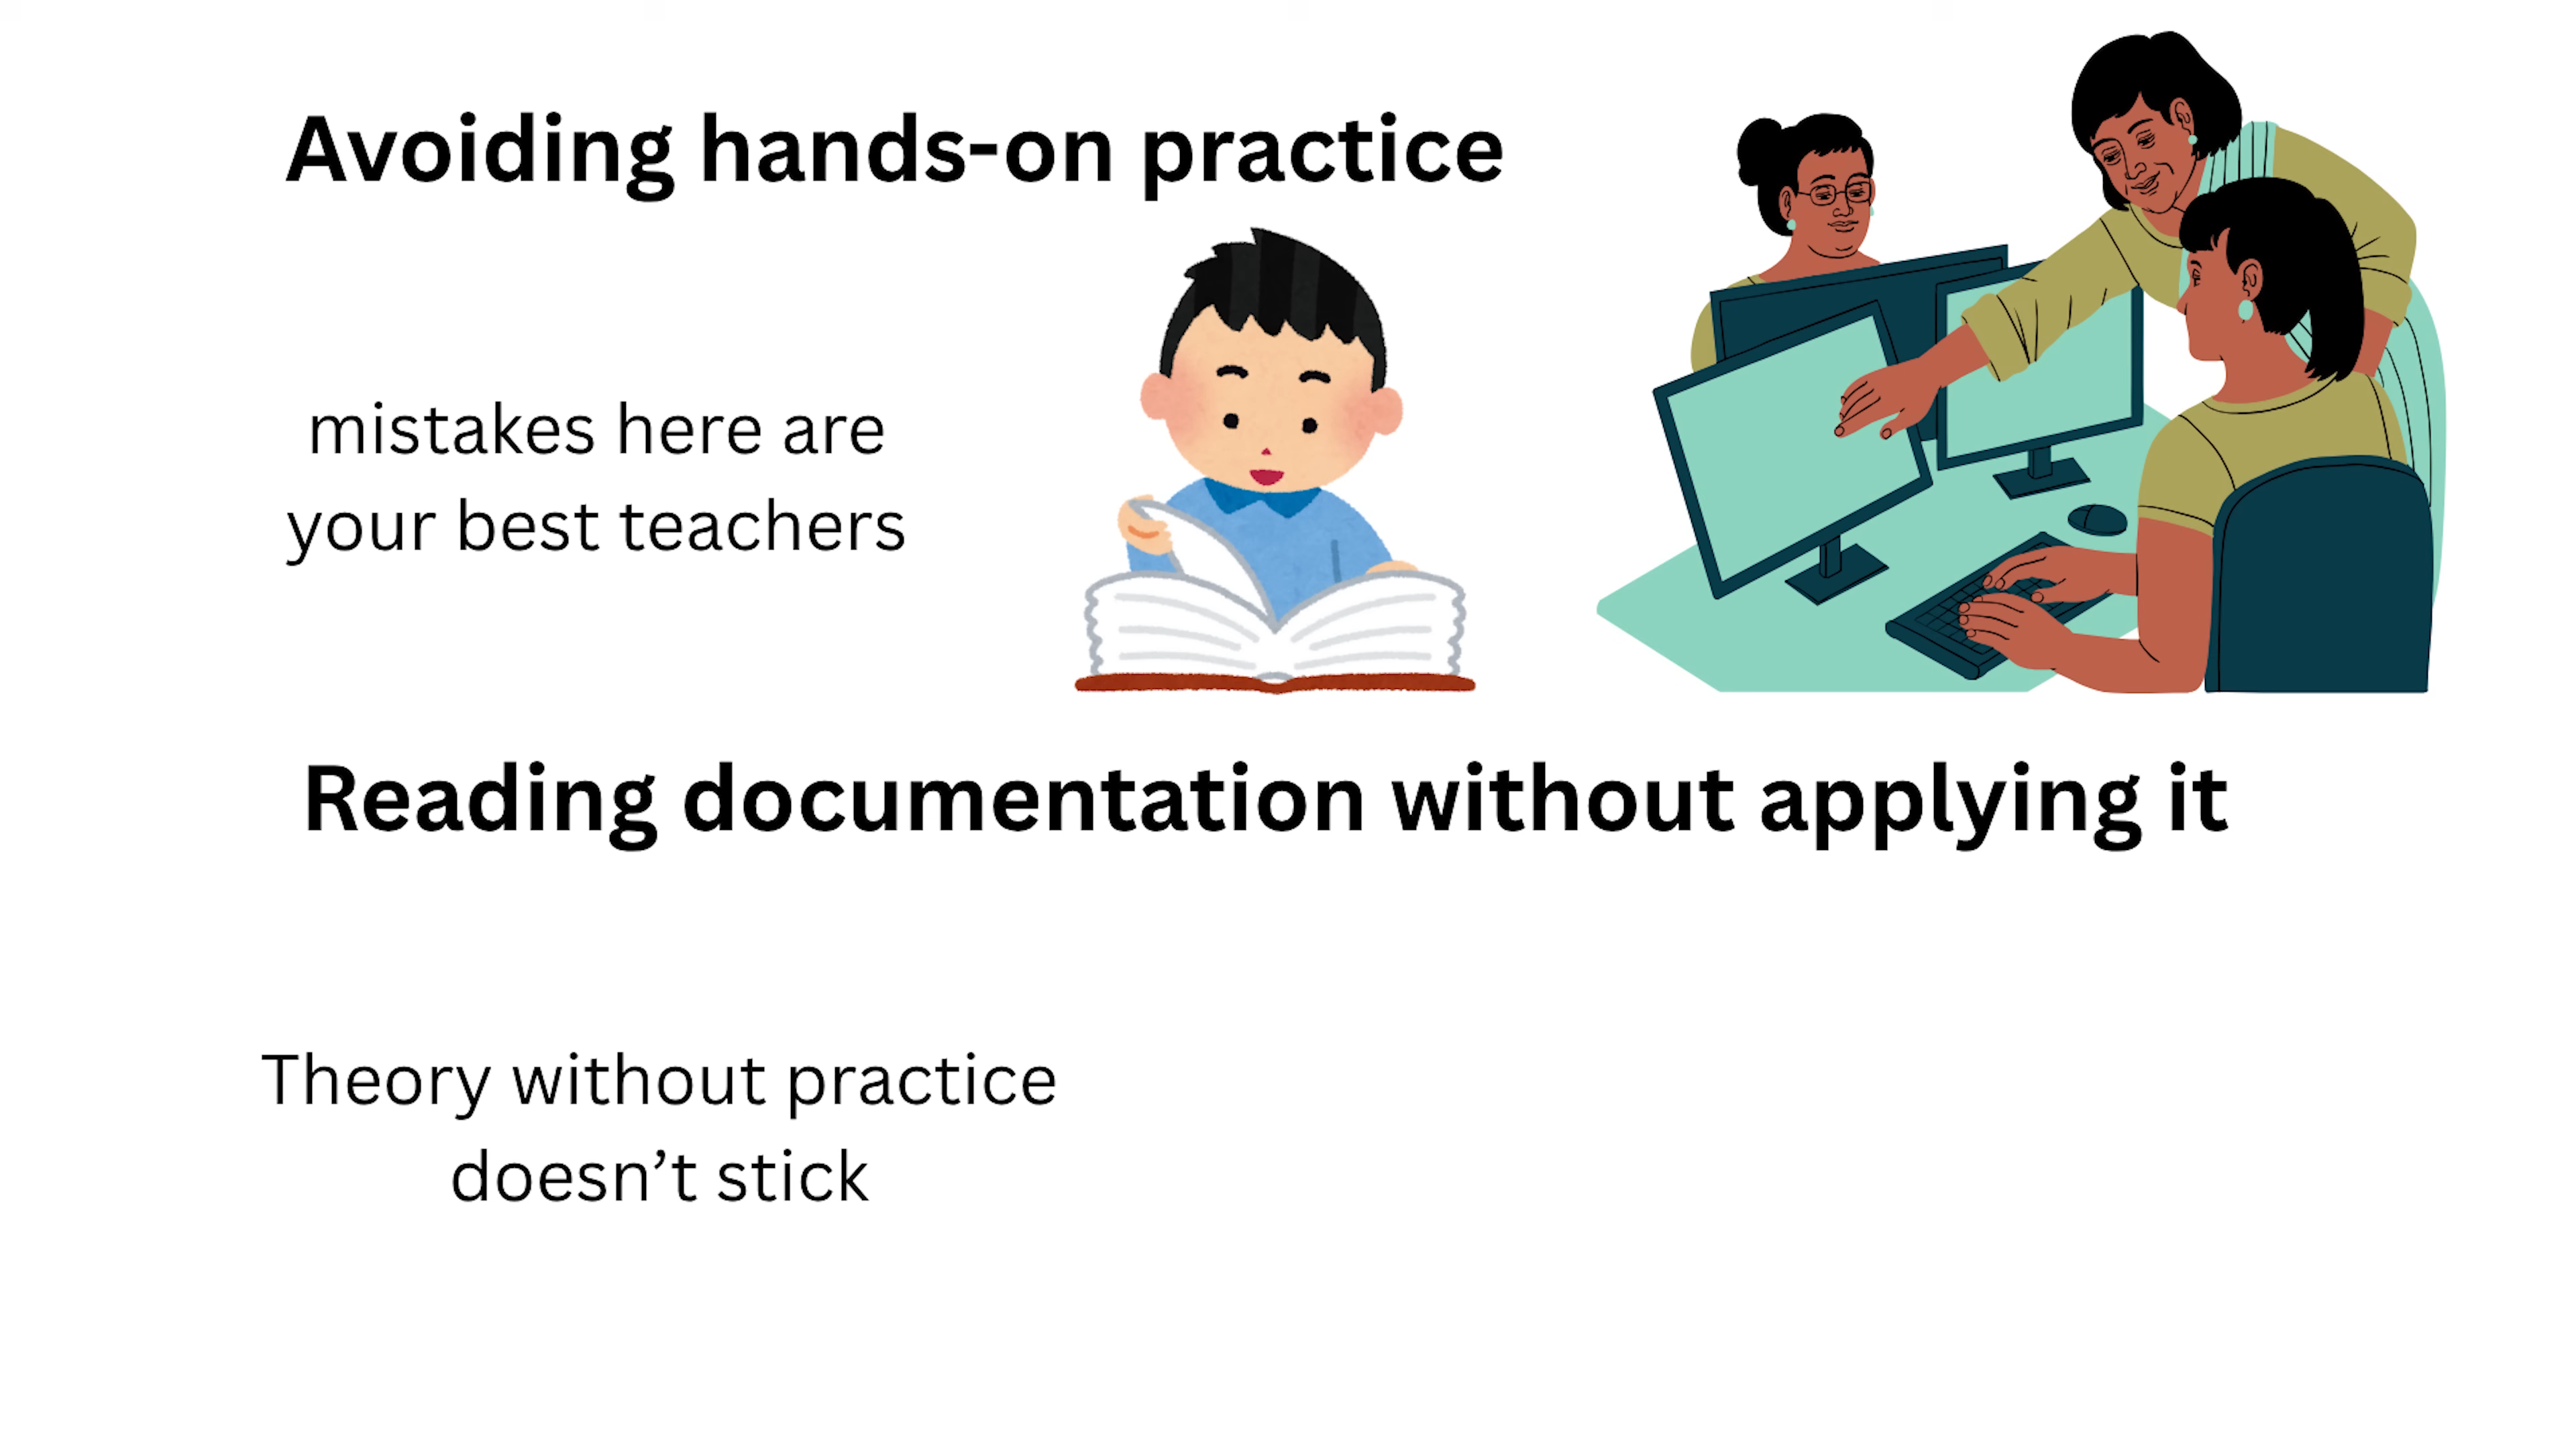 Avoiding hands-on practice
mistakes here are
your best teachers
Reading documentation without applying it
Theory without practice
doesn’t stick